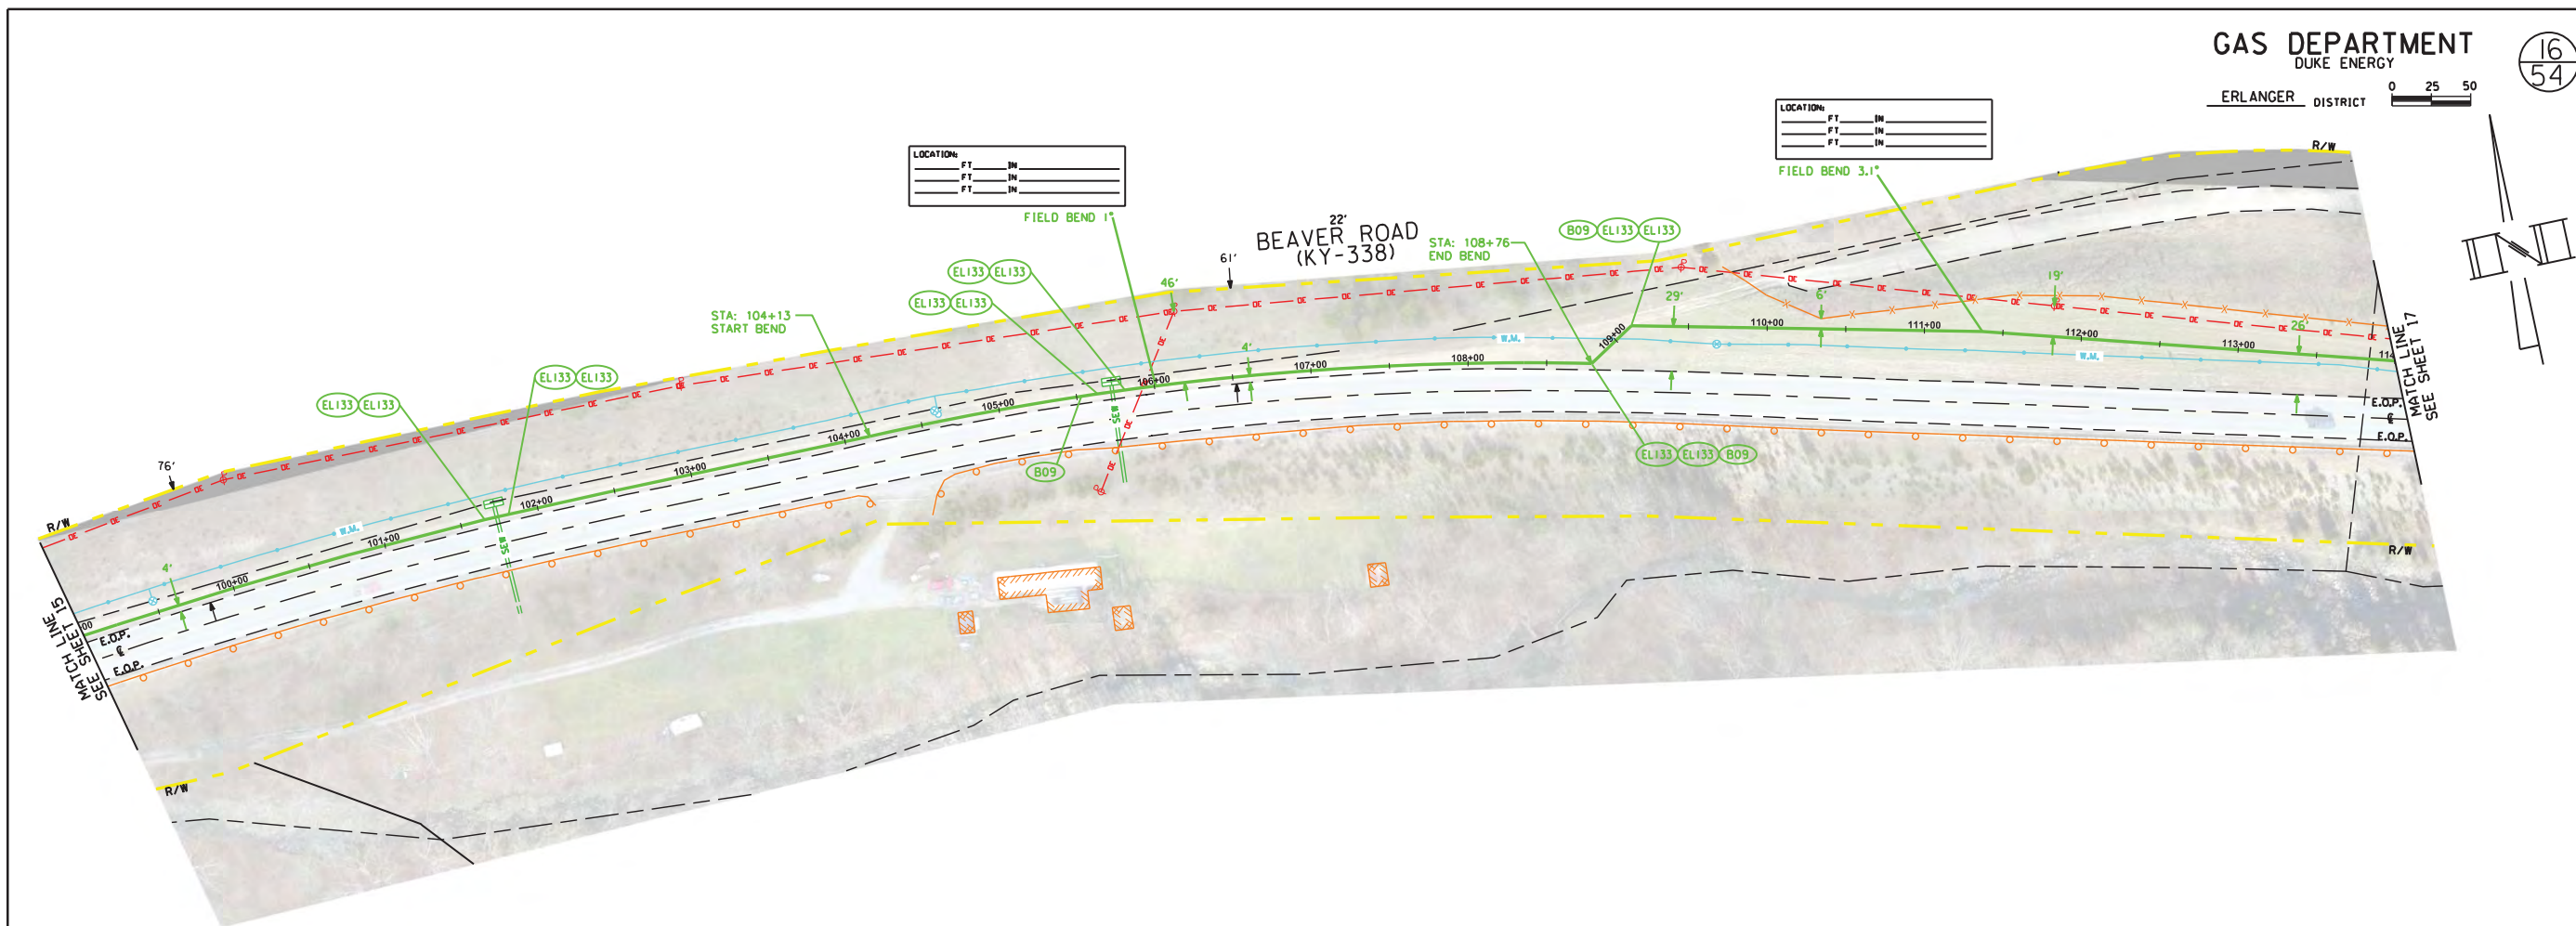 GAS DEPARTMENT
DUKE ENERGY
16
54
ERLANGER DISTRICT
0 25 50
LOCATION:
FT IN
FT IN
FT IN
FIELD BEND 1°
LOCATION:
FT IN
FT IN
FT IN
FIELD BEND 3.1°
22'
BEAVER ROAD
(KY-338)
61'
46'
76'
STA: 104+13
START BEND
STA: 108+76
END BEND
B09 EL133 EL133
EL133 EL133
EL133 EL133
EL133 EL133
EL133 EL133
B09
EL133 EL133 B09
R/W
R/W
R/W
R/W
OE
W.M.
W.M.
W.M.
4'
4'
29'
6'
19'
26'
00
100+00
101+00
102+00
103+00
104+00
105+00
106+00
107+00
108+00
109+00
110+00
111+00
112+00
113+00
114
E.O.P.
E.O.P.
E.O.P.
E.O.P.
MATCH LINE
SEE SHEET 15
MATCH LINE
SEE SHEET 17